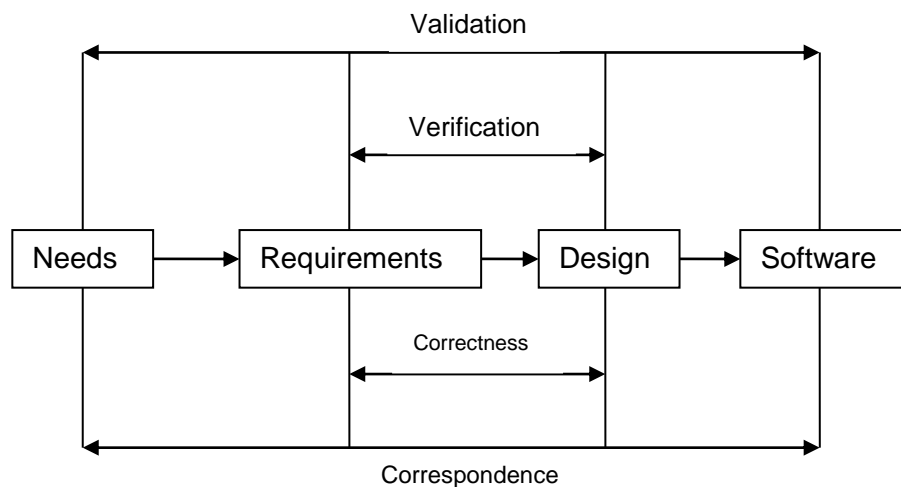 Validation
Verification
Needs Requirements Design Software
Correctness
Correspondence